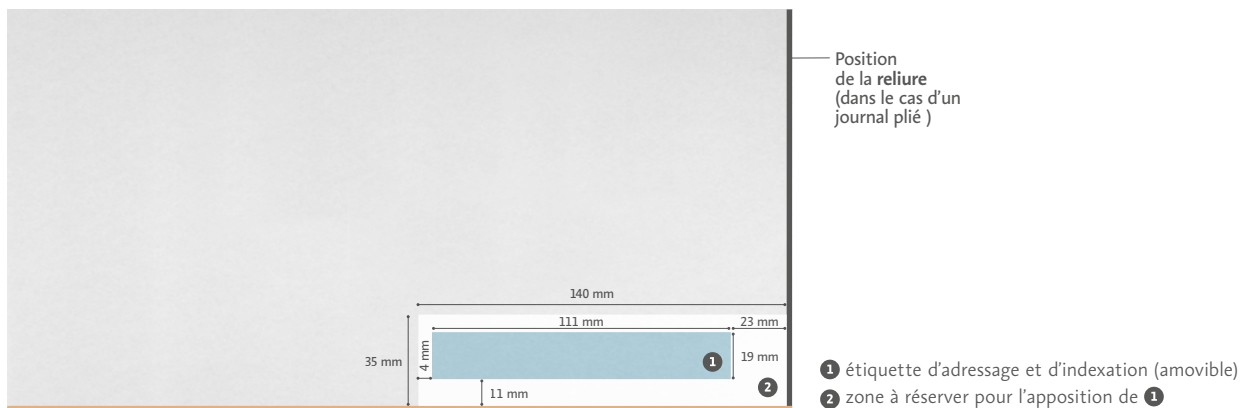 Position
de la reliure
(dans le cas d'un
journal plié )
140 mm
111 mm
23 mm
35 mm
4 mm
1
19 mm
2
11 mm
1 étiquette d'adressage et d'indexation (amovible)
2 zone à réserver pour l'apposition de 1